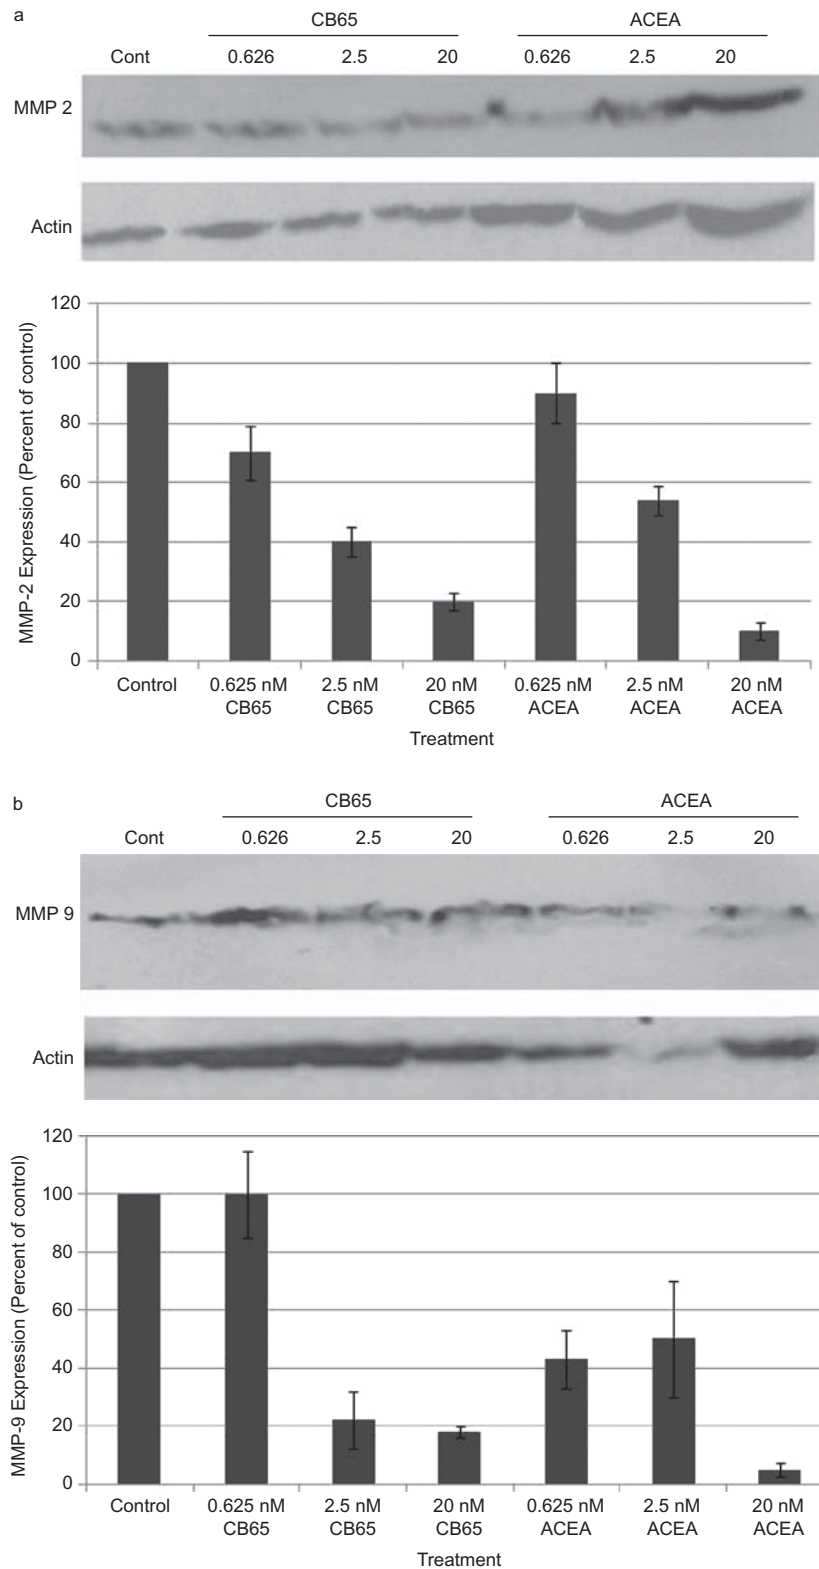 a
CB65 ACEA
Cont 0.626 2.5 20 0.626 2.5 20
MMP 2
Actin
MMP-2 Expression (Percent of control)
120
100
80
60
40
20
0
Control 0.625 nM 2.5 nM 20 nM 0.625 nM 2.5 nM 20 nM
CB65 CB65 CB65 ACEA ACEA ACEA
Treatment
b
CB65 ACEA
Cont 0.626 2.5 20 0.626 2.5 20
MMP 9
Actin
MMP-9 Expression (Percent of control)
120
100
80
60
40
20
0
Control 0.625 nM 2.5 nM 20 nM 0.625 nM 2.5 nM 20 nM
CB65 CB65 CB65 ACEA ACEA ACEA
Treatment